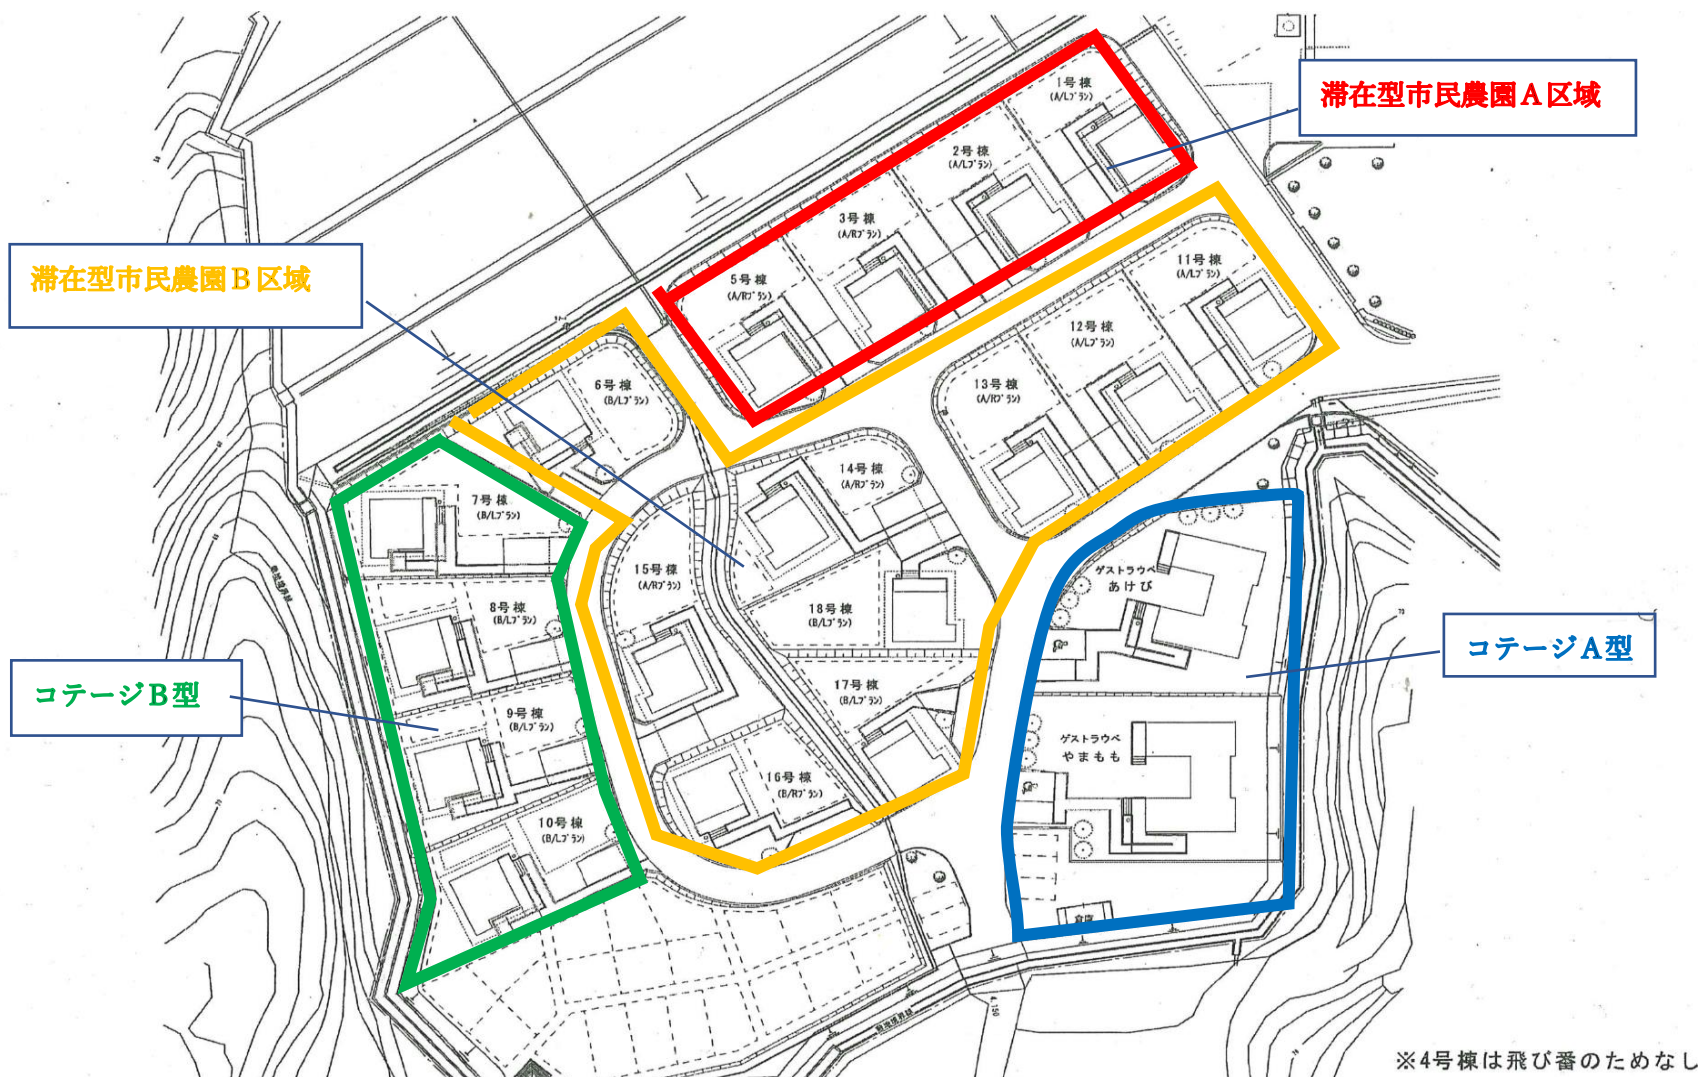 滞在型市民農園A区域
1号棟
(A/Lプラン)
2号棟
(A/Lプラン)
3号棟
(A/Rプラン)
5号棟
(A/Rプラン)
滞在型市民農園B区域
11号棟
(A/Lプラン)
12号棟
(A/Lプラン)
13号棟
(A/Rプラン)
6号棟
(B/Lプラン)
14号棟
(A/Rプラン)
7号棟
(B/Lプラン)
15号棟
(A/Rプラン)
8号棟
(B/Lプラン)
18号棟
(B/Lプラン)
ゲストラウベ
あけび
コテージA型
コテージB型
17号棟
(B/Lプラン)
9号棟
(B/Lプラン)
ゲストラウベ
やまもも
16号棟
(B/Rプラン)
10号棟
(B/Lプラン)
倉庫
4,150
※4号棟は飛び番のためなし